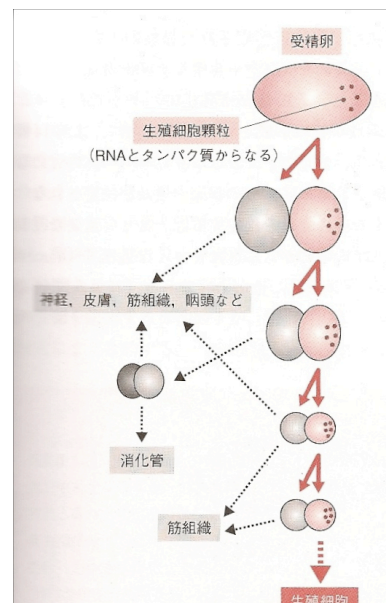 受精卵
生殖細胞顆粒
(RNAとタンパク質からなる)
神経,皮膚,筋組織,咽頭など
消化管
筋組織
生殖細胞